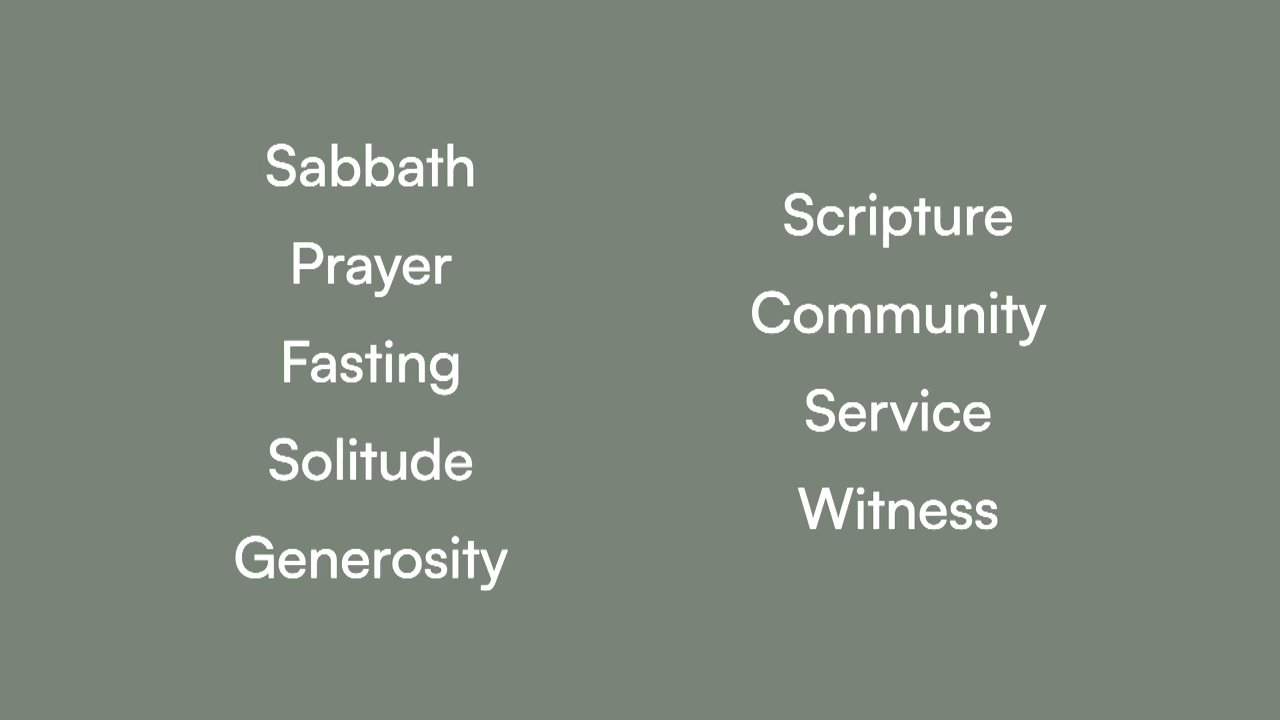 Sabbath
Prayer
Fasting
Solitude
Generosity
Scripture
Community
Service
Witness